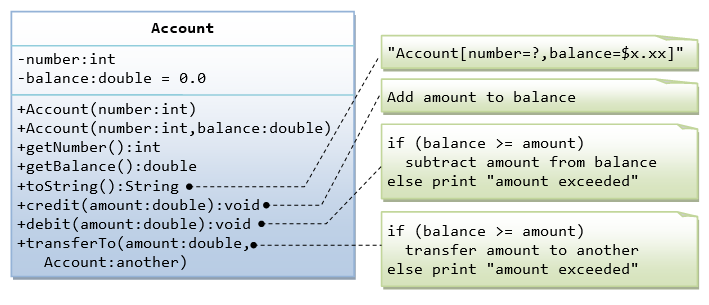 Account
-number:int
-balance:double = 0.0
+Account(number:int)
+Account(number:int,balance:double)
+getNumber():int
+getBalance():double
+toString():String
+credit(amount:double):void
+debit(amount:double):void
+transferTo(amount:double,
Account:another)
"Account[number=?,balance=$x.xx]"
Add amount to balance
if (balance >= amount)
subtract amount from balance
else print "amount exceeded"
if (balance >= amount)
transfer amount to another
else print "amount exceeded"